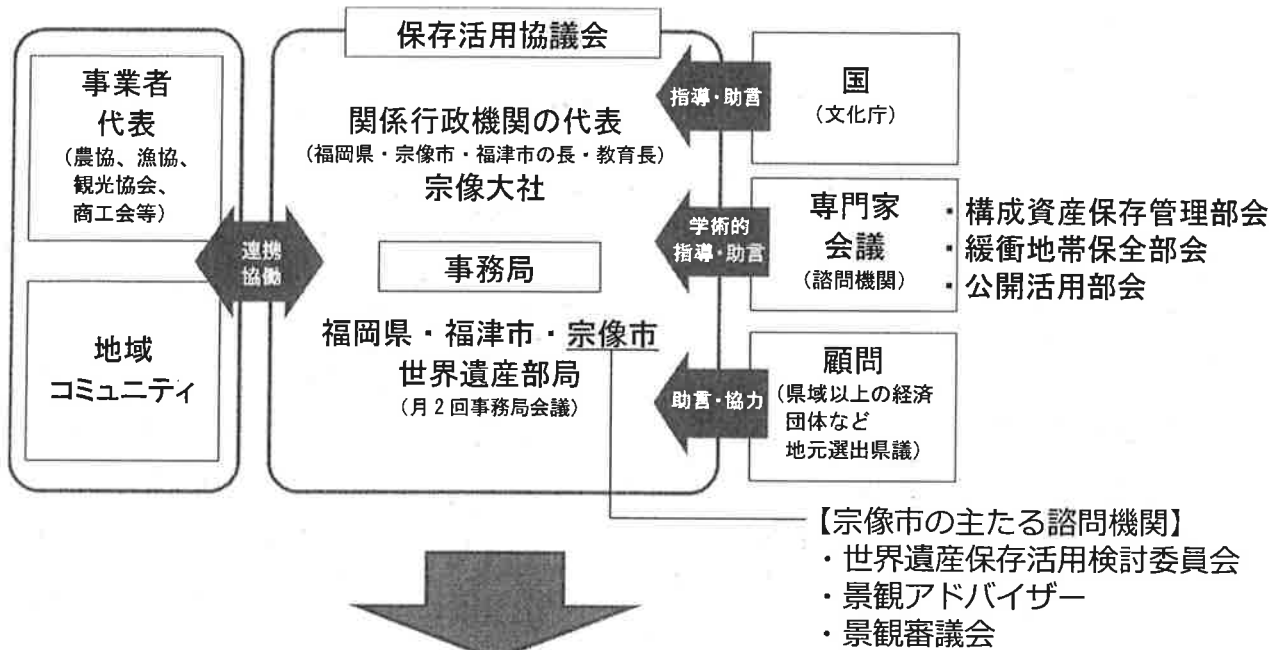 保存活用協議会
事業者
代表
(農協、漁協、
観光協会、
商工会等)
地域
コミュニティ
連携
協働
関係行政機関の代表
(福岡県・宗像市・福津市の長・教育長)
宗像大社
事務局
福岡県・福津市・宗像市
世界遺産部局
(月2回事務局会議)
指導・助言
国
(文化庁)
学術的
指導・助言
専門家
会議
(諮問機関)
・構成資産保存管理部会
・緩衝地帯保全部会
・公開活用部会
助言・協力
顧問
(県域以上の経済
団体など
地元選出県議)
【宗像市の主たる諮問機関】
・世界遺産保存活用検討委員会
・景観アドバイザー
・景観審議会